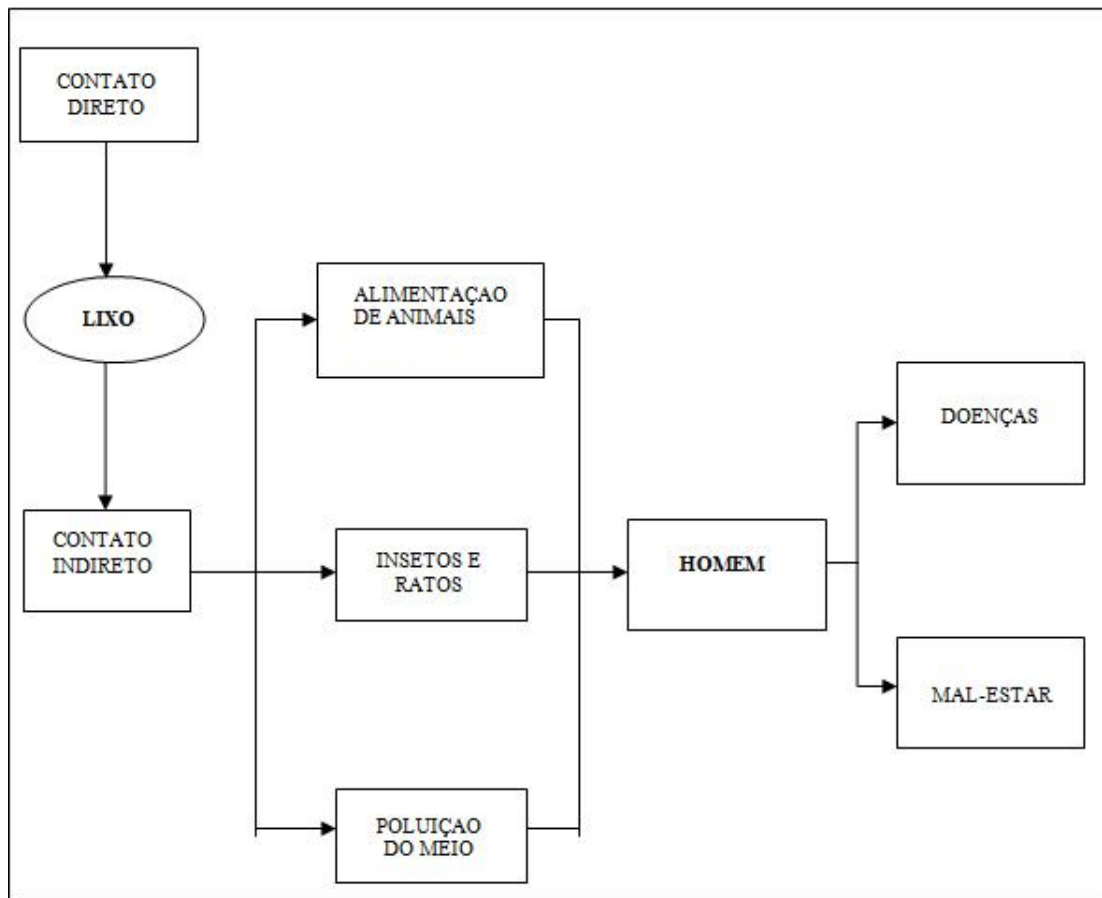 CONTATO
DIRETO
LIXO
CONTATO
INDIRETO
ALIMENTAÇAO
DE ANIMAIS
INSETOS E
RATOS
POLUIÇAO
DO MEIO
HOMEM
DOENÇAS
MAL-ESTAR